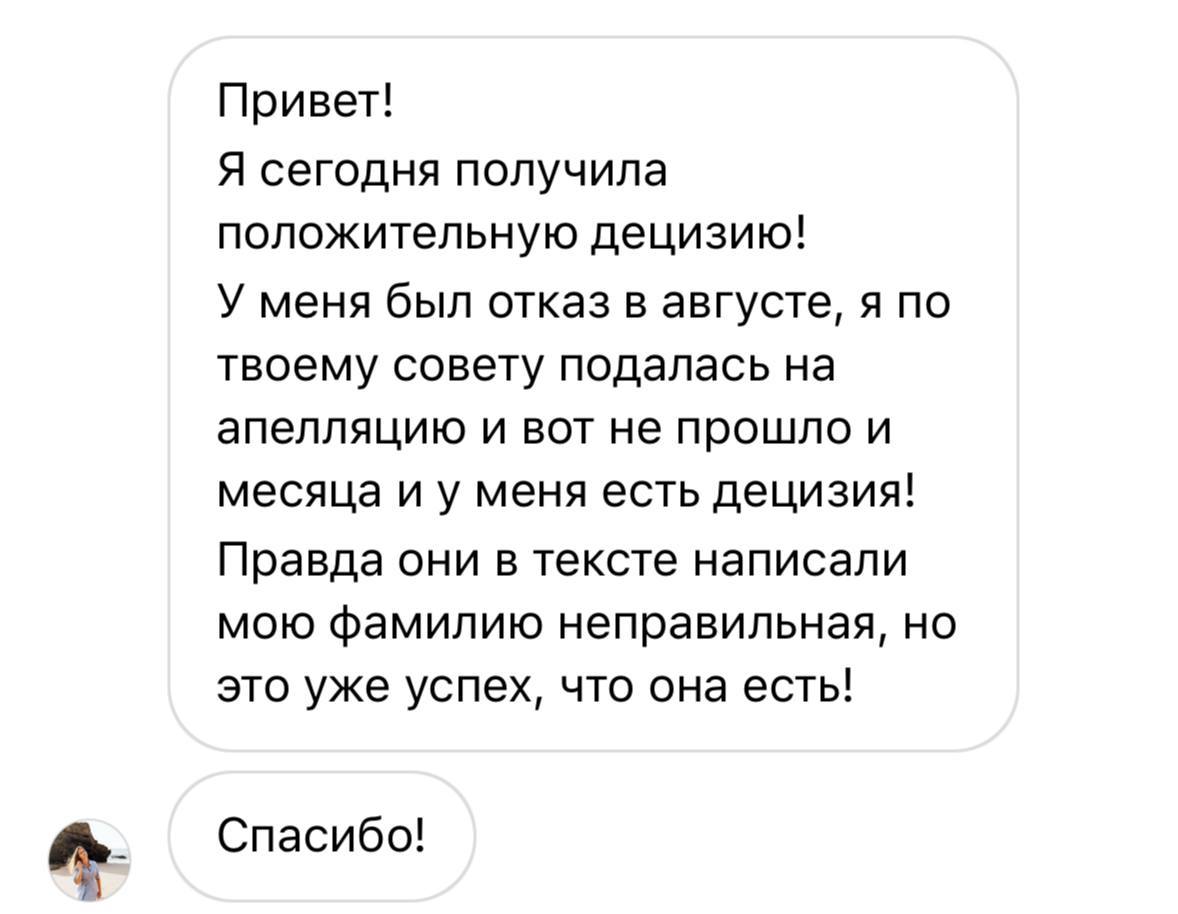 Привет!
Я сегодня получила
положительную децизию!
У меня был отказ в августе, я по
твоему совету подалась на
апелляцию и вот не прошло и
месяца и у меня есть децизия!
Правда они в тексте написали
мою фамилию неправильная, но
это уже успех, что она есть!
Спасибо!